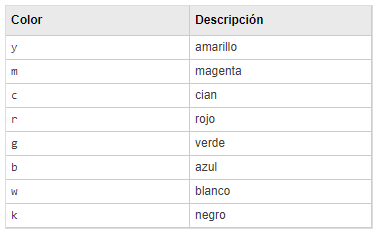 Color Descripción
y amarillo
m magenta
c cian
r rojo
g verde
b azul
w blanco
k negro